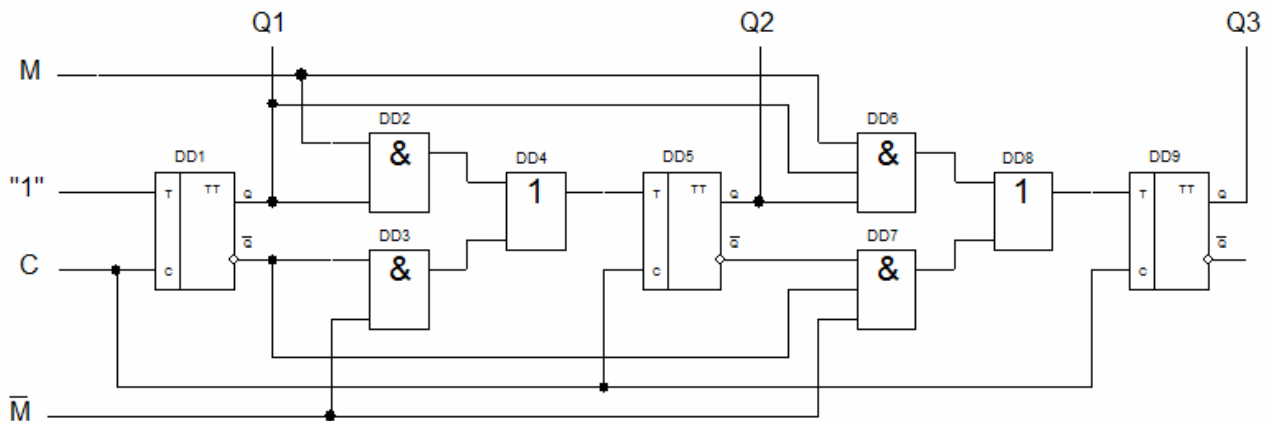 Q1 Q2 Q3
M
DD2 DD6
& &
DD1 DD4 DD5 DD8 DD9
"1" T TT Q 1 T TT Q 1 T TT Q
DD3 DD7
Q̅ Q̅ Q̅
C C & C & C
M̅